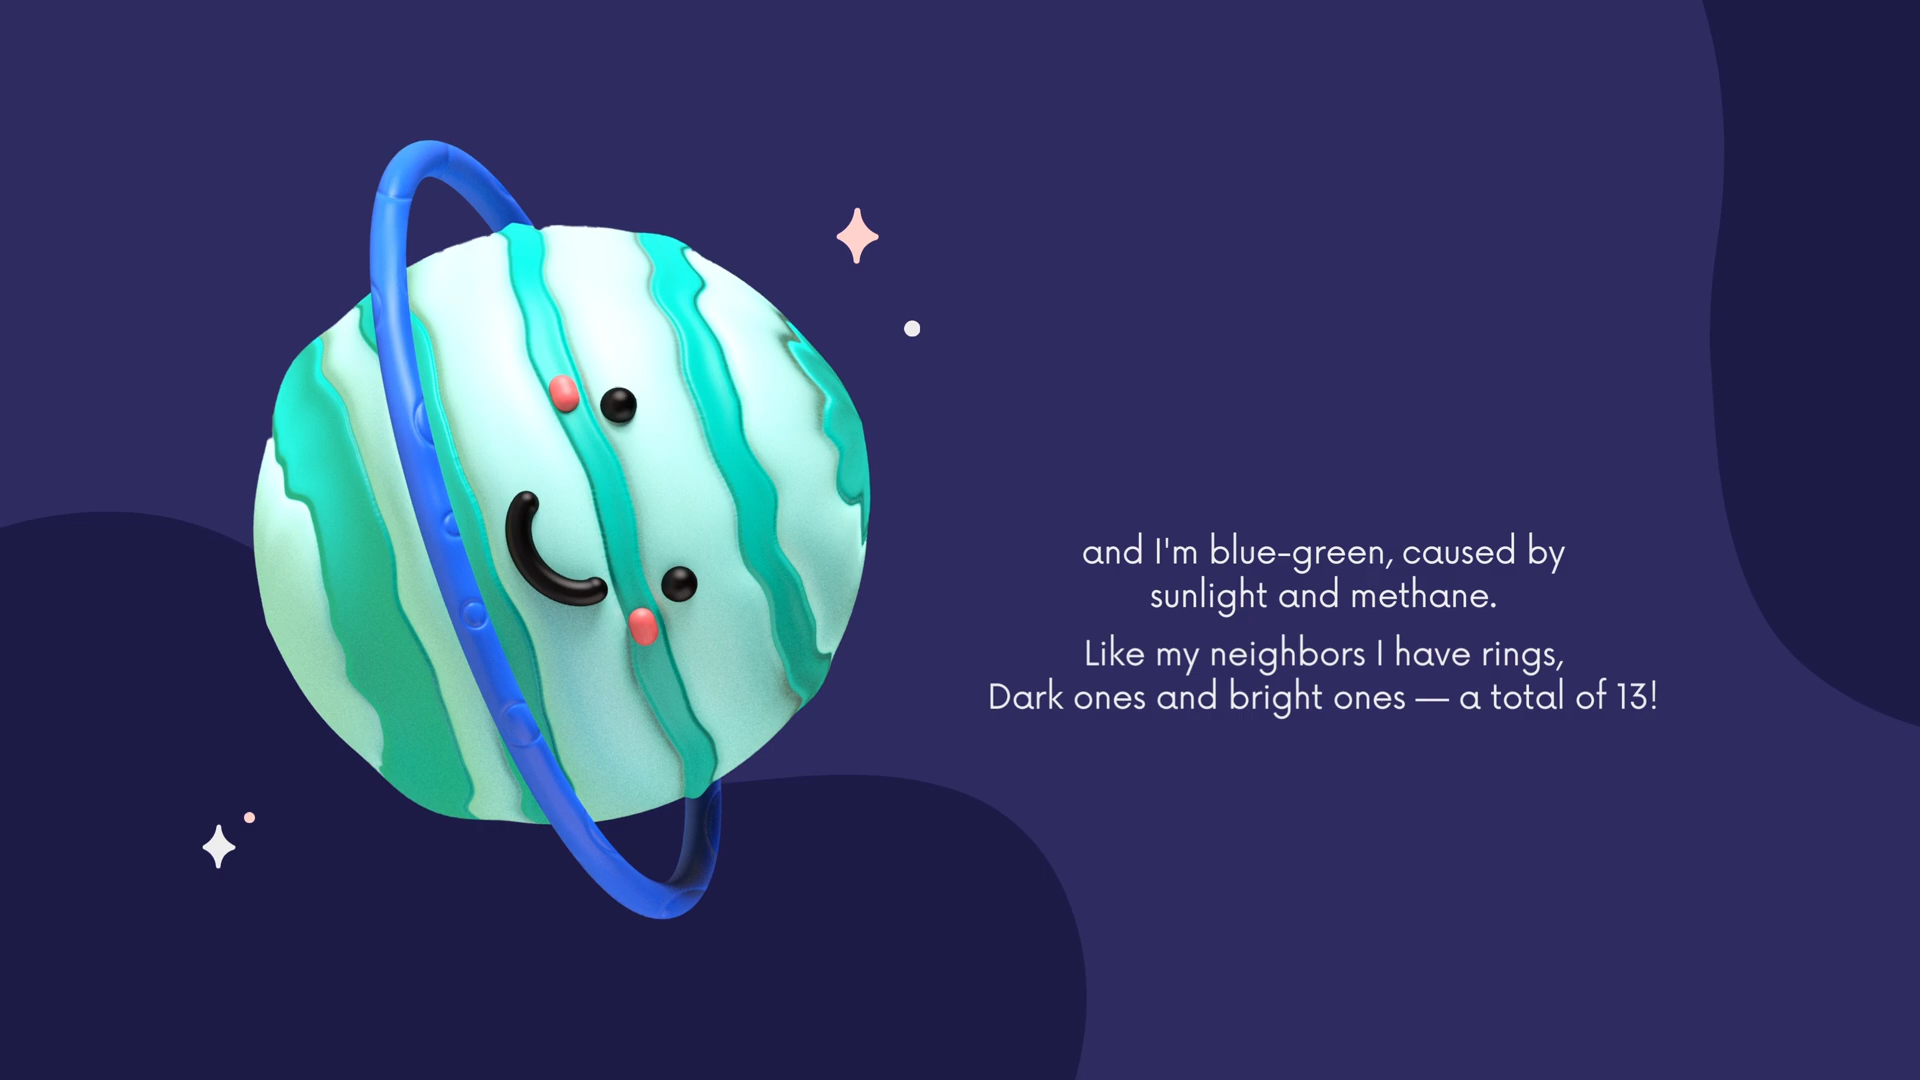 and I'm blue-green, caused by
sunlight and methane.
Like my neighbors I have rings,
Dark ones and bright ones — a total of 13!